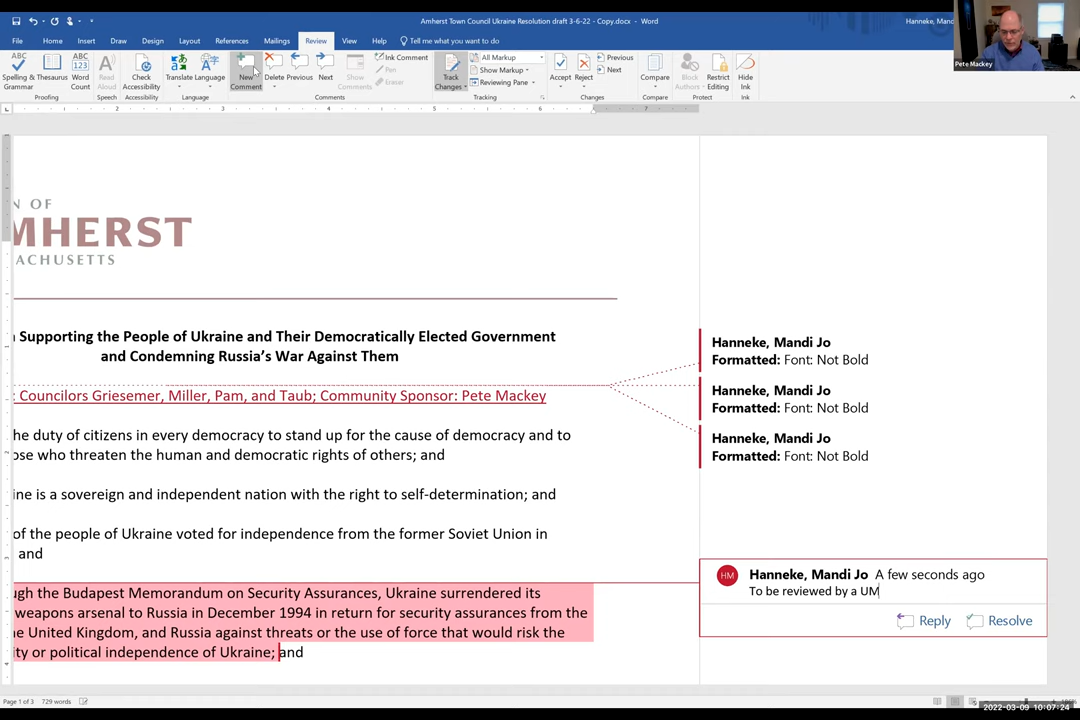 Amherst Town Council Ukraine Resolution draft 3-6-22 - Copy.docx - Word
Hanneke, Mandi
Pete Mackey
File Home Insert Draw Design Layout References Mailings Review View Help Tell me what you want to do
Spelling & Grammar
Thesaurus
Word Count
Read Aloud
Check Accessibility
Translate
Language
New Comment
Delete
Previous
Next
Show Comments
Ink Comment
Pen
Eraser
Track Changes
All Markup
Show Markup
Reviewing Pane
Accept
Reject
Previous
Next
Compare
Block Authors
Restrict Editing
Hide Ink
Proofing Speech Accessibility Language Comments Tracking Changes Compare Protect Ink
N OF
MHERST
ACHUSETTS
Supporting the People of Ukraine and Their Democratically Elected Government
and Condemning Russia's War Against Them
: Councilors Griesemer, Miller, Pam, and Taub; Community Sponsor: Pete Mackey
he duty of citizens in every democracy to stand up for the cause of democracy and to
ose who threaten the human and democratic rights of others; and
ine is a sovereign and independent nation with the right to self-determination; and
of the people of Ukraine voted for independence from the former Soviet Union in
and
ugh the Budapest Memorandum on Security Assurances, Ukraine surrendered its
weapons arsenal to Russia in December 1994 in return for security assurances from the
e United Kingdom, and Russia against threats or the use of force that would risk the
ity or political independence of Ukraine; and
Hanneke, Mandi Jo
Formatted: Font: Not Bold
Hanneke, Mandi Jo
Formatted: Font: Not Bold
Hanneke, Mandi Jo
Formatted: Font: Not Bold
HM
Hanneke, Mandi Jo A few seconds ago
To be reviewed by a UM
Reply Resolve
Page 1 of 3 729 words
2022-03-09 10:07:24